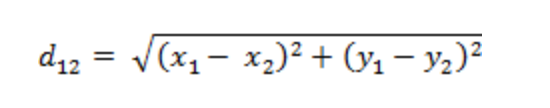 d₁₂ = √(x₁ − x₂)² + (y₁ − y₂)²